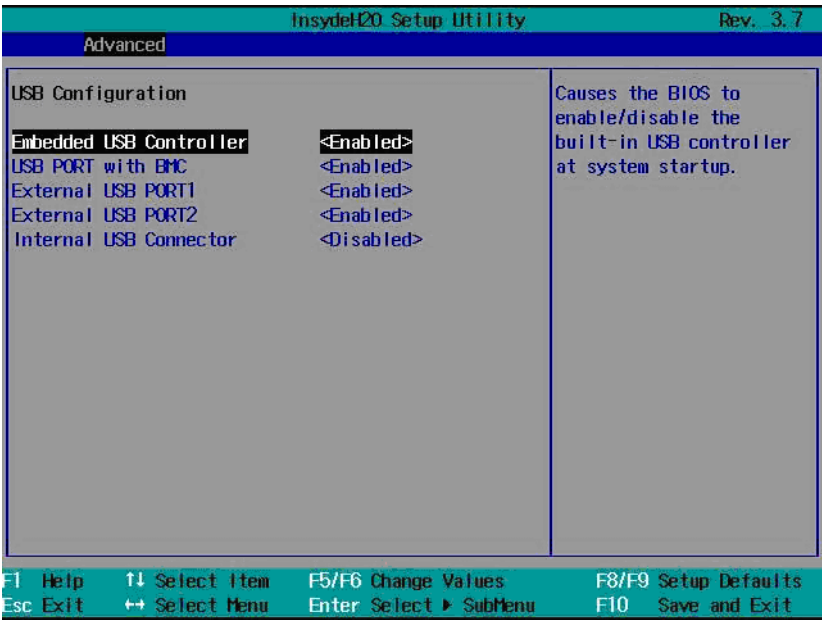 InsydeH20 Setup Utility Rev. 3.7
Advanced
USB Configuration
Embedded USB Controller <Enabled>
USB PORT with BMC <Enabled>
External USB PORT1 <Enabled>
External USB PORT2 <Enabled>
Internal USB Connector <Disabled>
Causes the BIOS to
enable/disable the
built-in USB controller
at system startup.
F1 Help ↑↓ Select Item F5/F6 Change Values F8/F9 Setup Defaults
Esc Exit ↔ Select Menu Enter Select ▶ SubMenu F10 Save and Exit